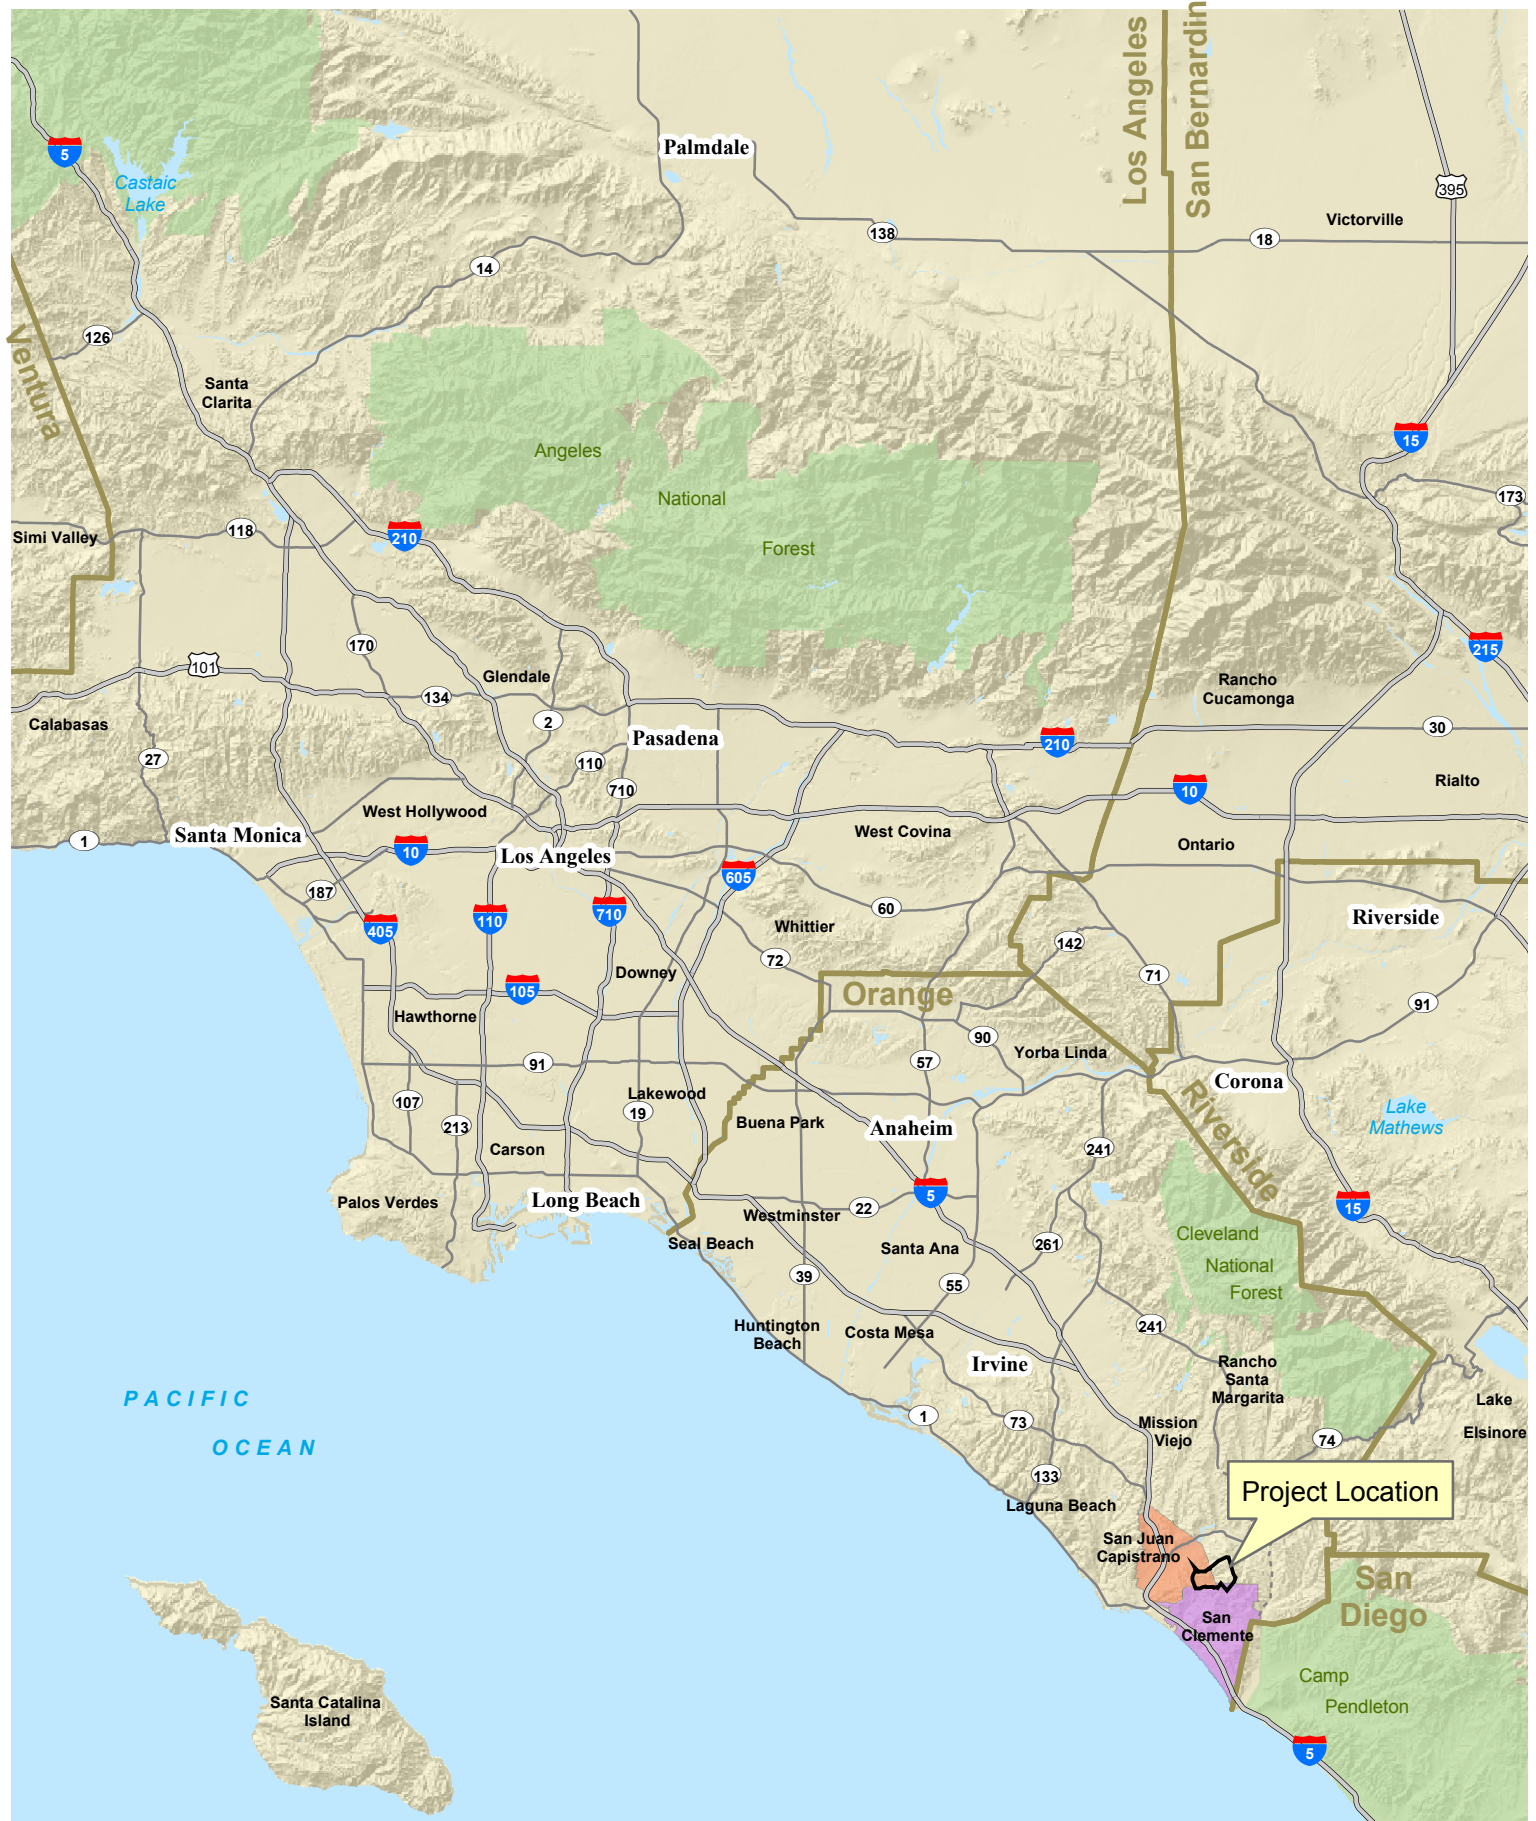 Los Angeles
San Bernardin
Palmdale
5
Castaic
Lake
395
Victorville
138
18
14
126
Ventura
Santa
Clarita
15
Angeles
National
Forest
173
118
Simi Valley
210
170
215
101
Glendale
134
Rancho
Cucamonga
2
Calabasas
Pasadena
210
30
27
110
710
10
Rialto
West Hollywood
1
Santa Monica
West Covina
10
Los Angeles
Ontario
605
187
60
110
710
405
Whittier
Riverside
142
72
Downey
71
105
Orange
91
Hawthorne
90
Yorba Linda
91
57
Corona
Lakewood
107
19
Riverside
Lake
Mathews
213
Buena Park
Anaheim
Carson
241
Palos Verdes
Long Beach
5
22
15
Westminster
Cleveland
National
Forest
Seal Beach
Santa Ana
261
39
55
Huntington
Beach
Costa Mesa
241
Irvine
Rancho
Santa
Margarita
PACIFIC
OCEAN
Lake
Elsinore
1
73
Mission
Viejo
74
133
Project Location
Laguna Beach
San Juan
Capistrano
San
Diego
San
Clemente
Camp
Pendleton
Santa Catalina
Island
5